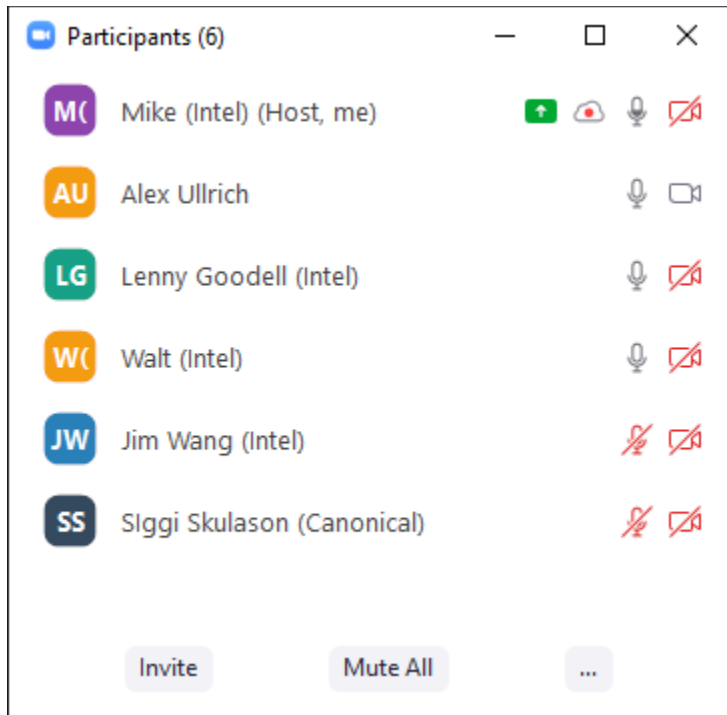 Participants (6)
M( Mike (Intel) (Host, me)
AU Alex Ullrich
LG Lenny Goodell (Intel)
W( Walt (Intel)
JW Jim Wang (Intel)
SS SIggi Skulason (Canonical)
Invite Mute All ...